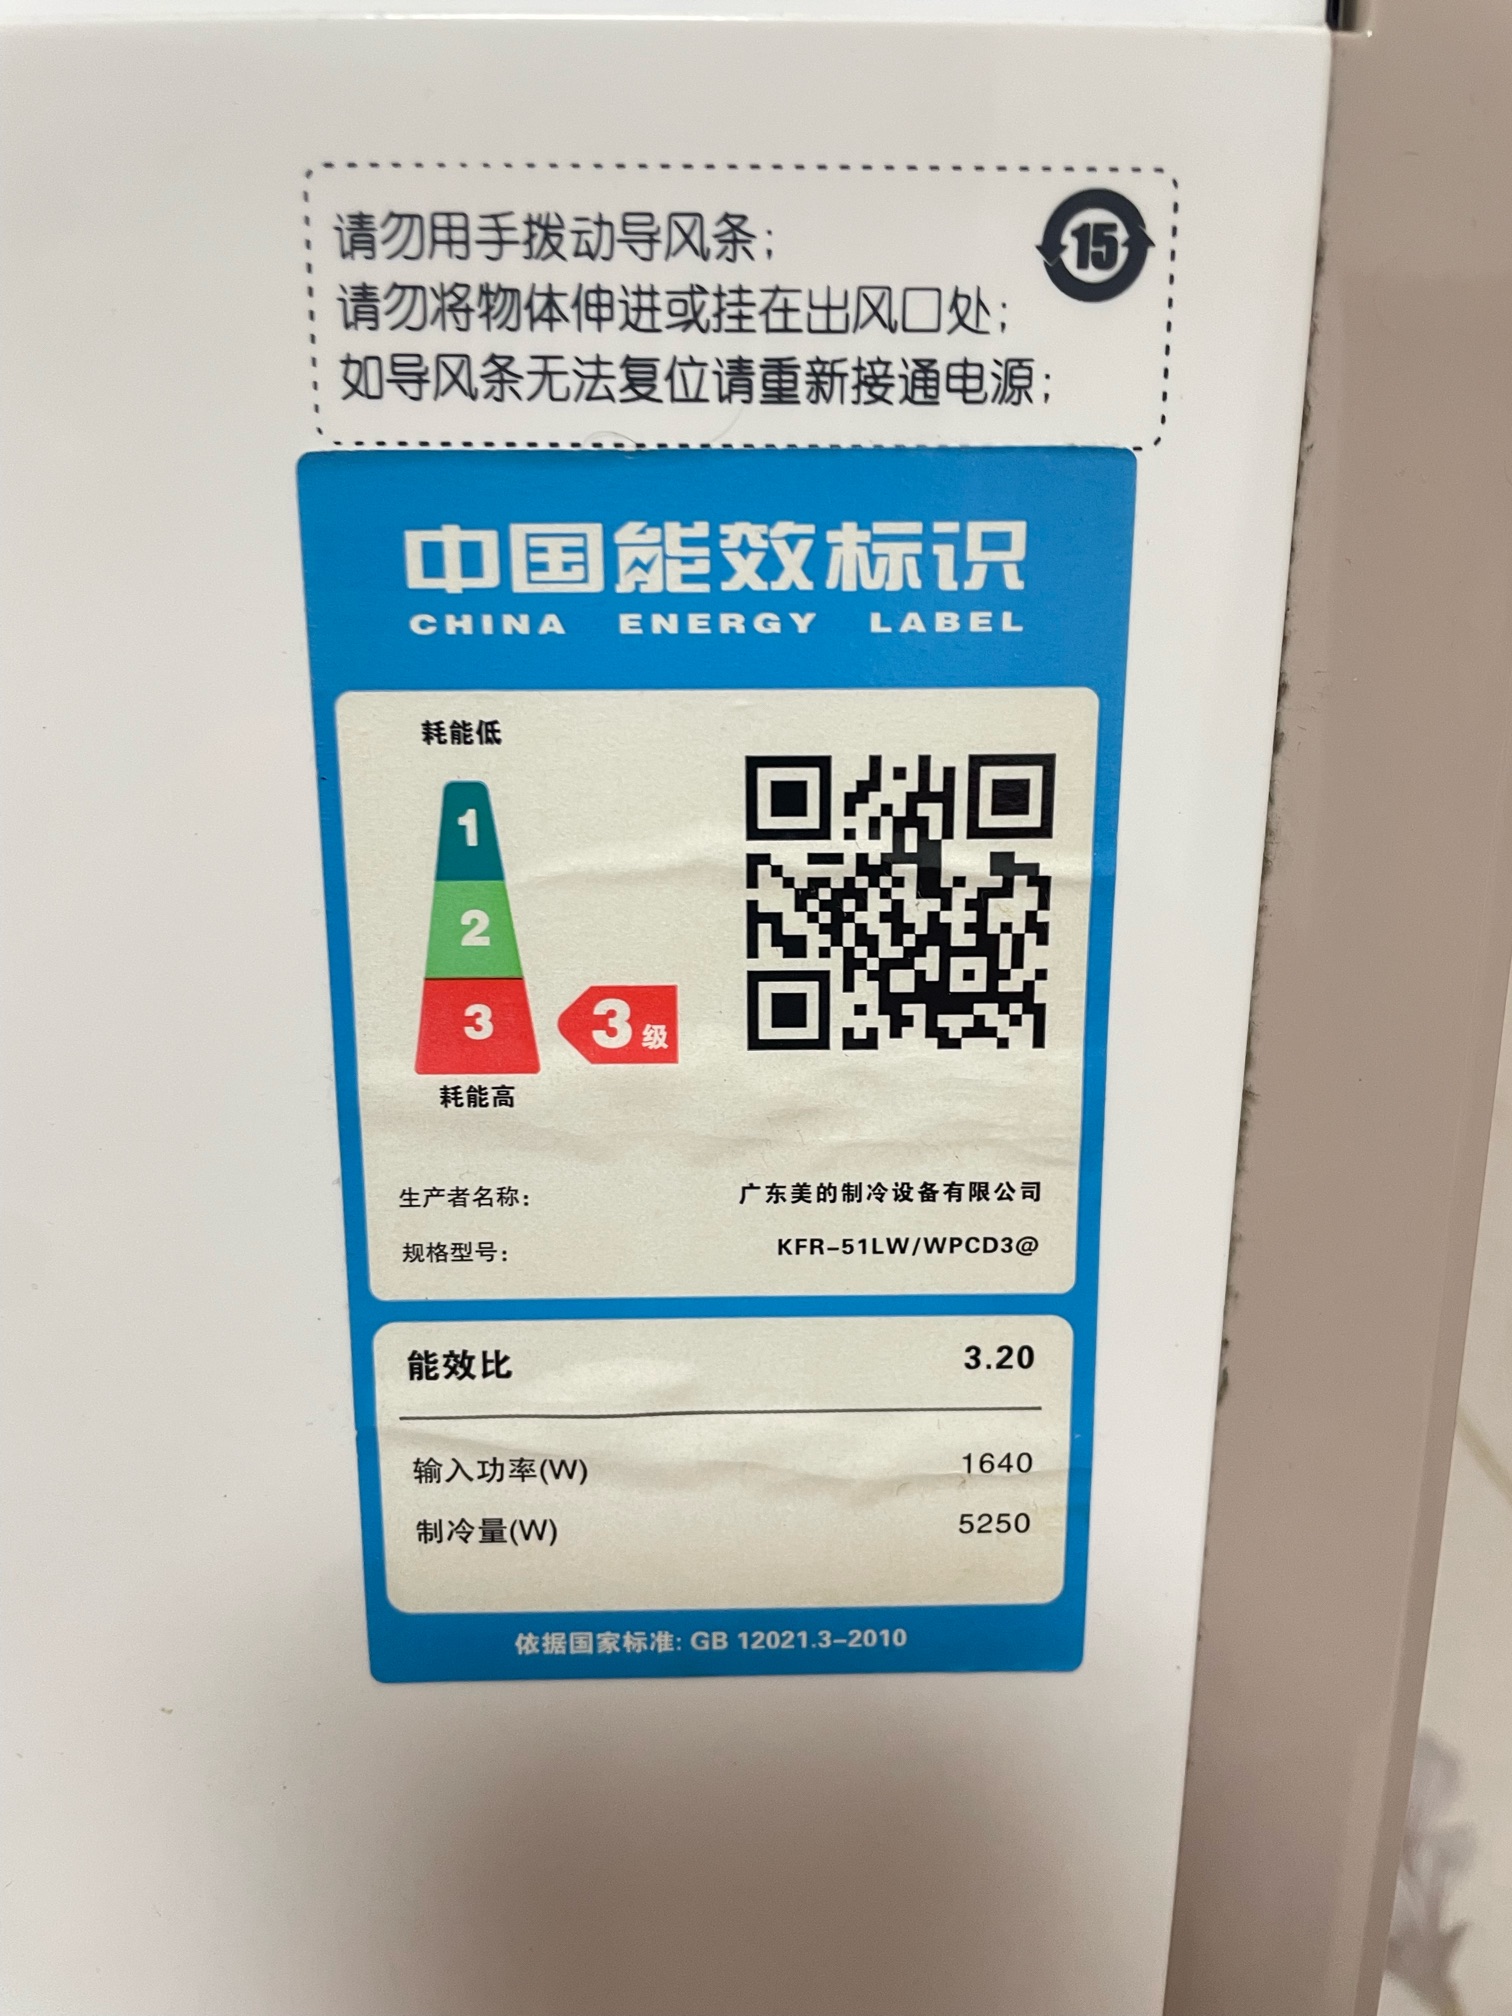 请勿用手拨动导风条;
15
请勿将物体伸进或挂在出风口处;
如导风条无法复位请重新接通电源;
中国能效标识
CHINA ENERGY LABEL
耗能低
1
2
3
3级
耗能高
生产者名称: 广东美的制冷设备有限公司
规格型号: KFR-51LW/WPCD3@
能效比 3.20
输入功率(W) 1640
制冷量(W) 5250
依据国家标准: GB 12021.3-2010